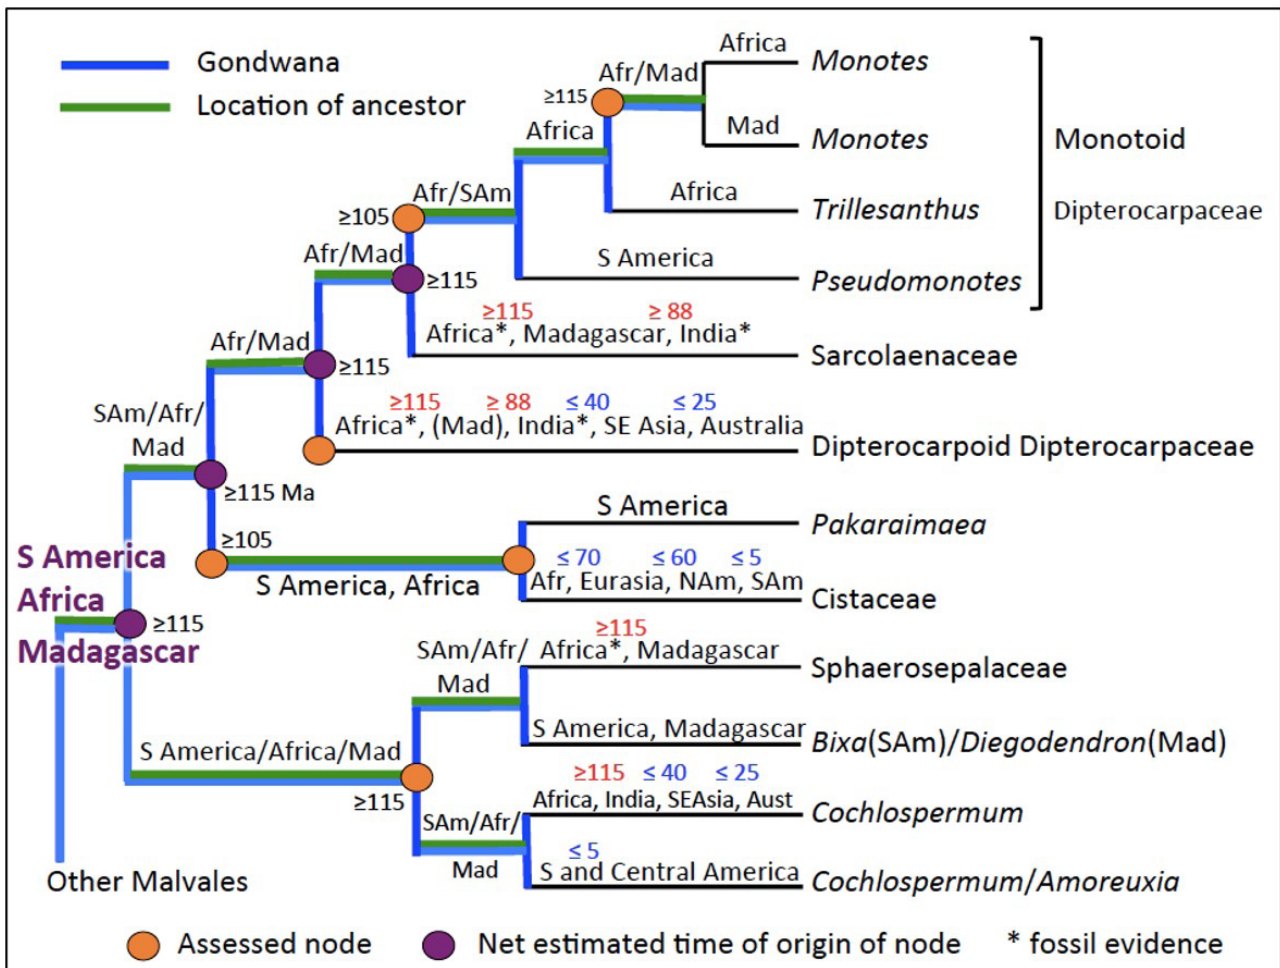 Gondwana
Location of ancestor
Africa
Monotes
Afr/Mad
≥115
Mad
Monotes
Monotoid
Africa
Africa
Trillesanthus
Dipterocarpaceae
Afr/SAm
≥105
S America
Pseudomonotes
Afr/Mad
≥115
≥115 ≥ 88
Africa*, Madagascar, India*
Sarcolaenaceae
Afr/Mad
≥115
≥115 ≥ 88 ≤ 40 ≤ 25
Africa*, (Mad), India*, SE Asia, Australia
Dipterocarpoid Dipterocarpaceae
SAm/Afr/
Mad
≥115 Ma
S America
Pakaraimaea
≥105
S America, Africa
≤ 70 ≤ 60 ≤ 5
Afr, Eurasia, NAm, SAm
Cistaceae
S America
Africa
Madagascar
≥115
SAm/Afr/
Mad
≥115
Africa*, Madagascar
Sphaerosepalaceae
S America, Madagascar
Bixa(SAm)/Diegodendron(Mad)
S America/Africa/Mad
≥115
≥115 ≤ 40 ≤ 25
Africa, India, SEAsia, Aust
Cochlospermum
SAm/Afr/
Mad
≤ 5
S and Central America
Cochlospermum/Amoreuxia
Other Malvales
Assessed node
Net estimated time of origin of node
* fossil evidence